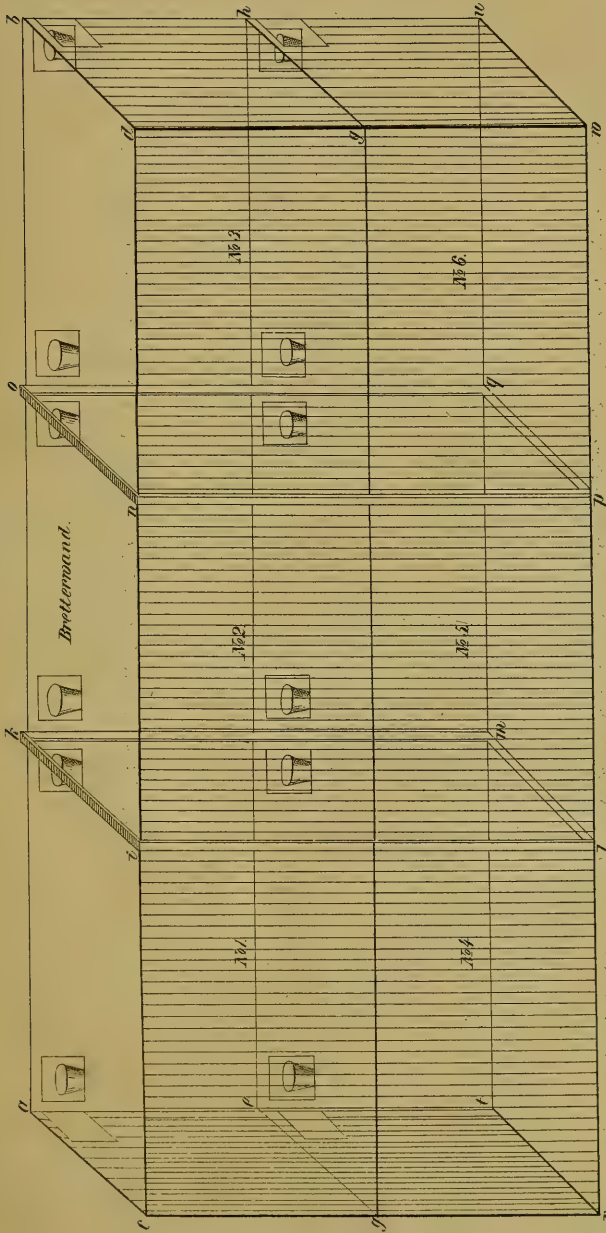 a k o b
Bretterwand.
c i n d
No 1. No 2. No 3.
e h
g g
No 4. No 5. No 6.
t m q u
l p w